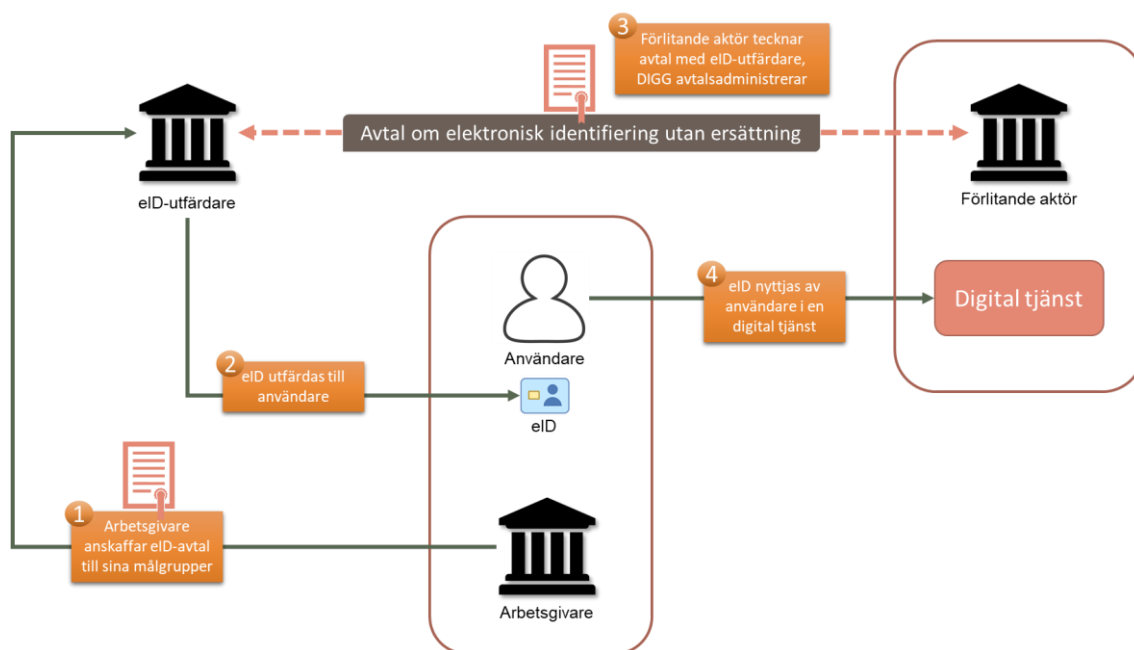 3
Förlitande aktör tecknar
avtal med eID-utfärdare,
DIGG avtalsadministrerar
Avtal om elektronisk identifiering utan ersättning
eID-utfärdare
Förlitande aktör
4
eID nyttjas av
användare i en
digital tjänst
Digital tjänst
Användare
2
eID utfärdas till
användare
eID
1
Arbetsgivare
anskaffar eID-avtal
till sina målgrupper
Arbetsgivare